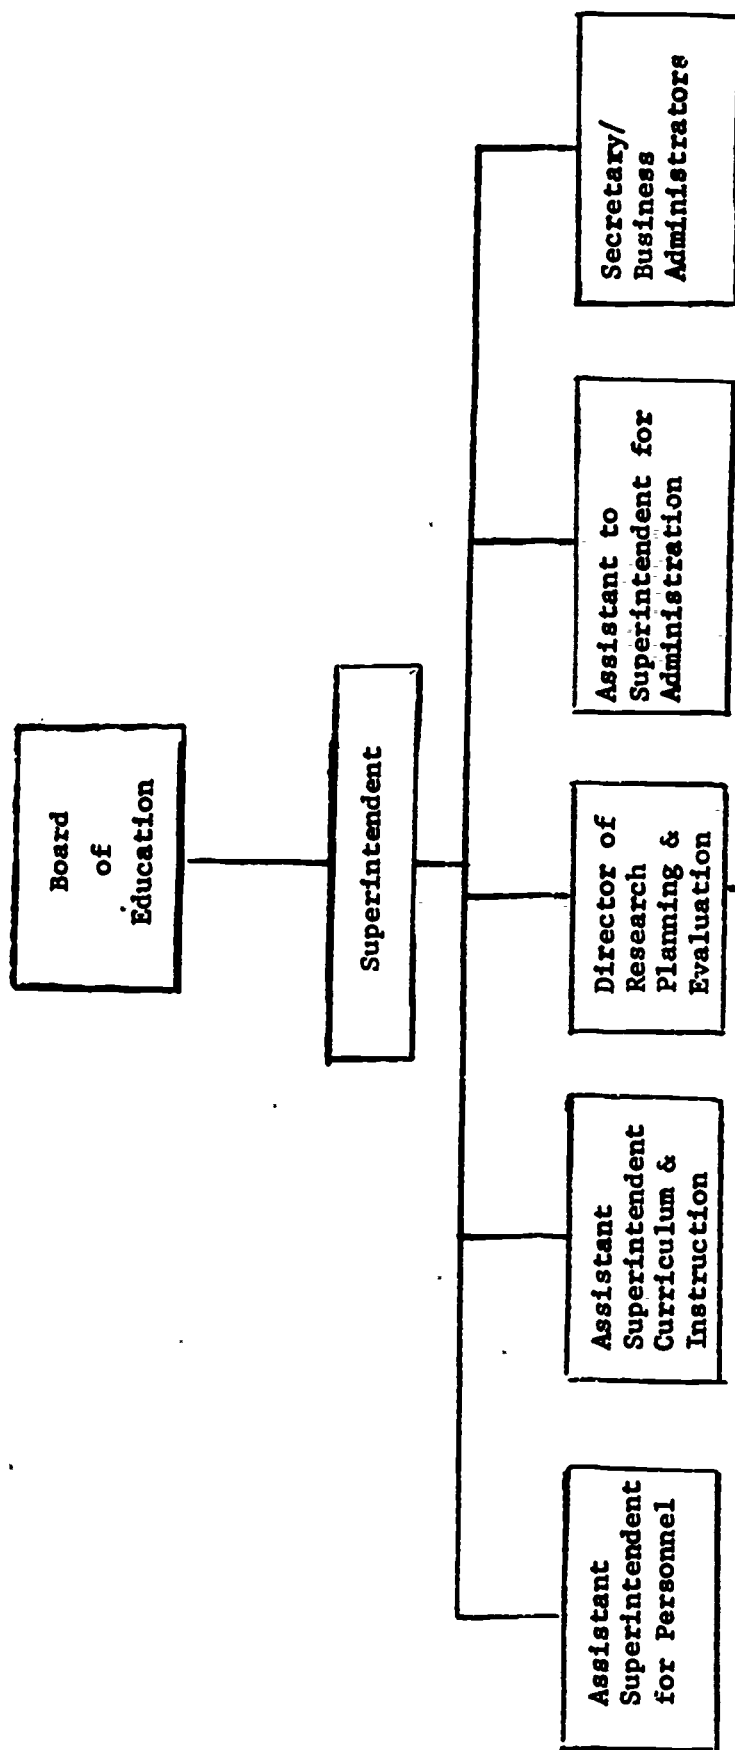 Board
of
Education
Superintendent
Assistant
Superintendent
for Personnel
Assistant
Superintendent
Curriculum &
Instruction
Director of
Research
Planning &
Evaluation
Assistant to
Superintendent for
Administration
Secretary/
Business
Administrators